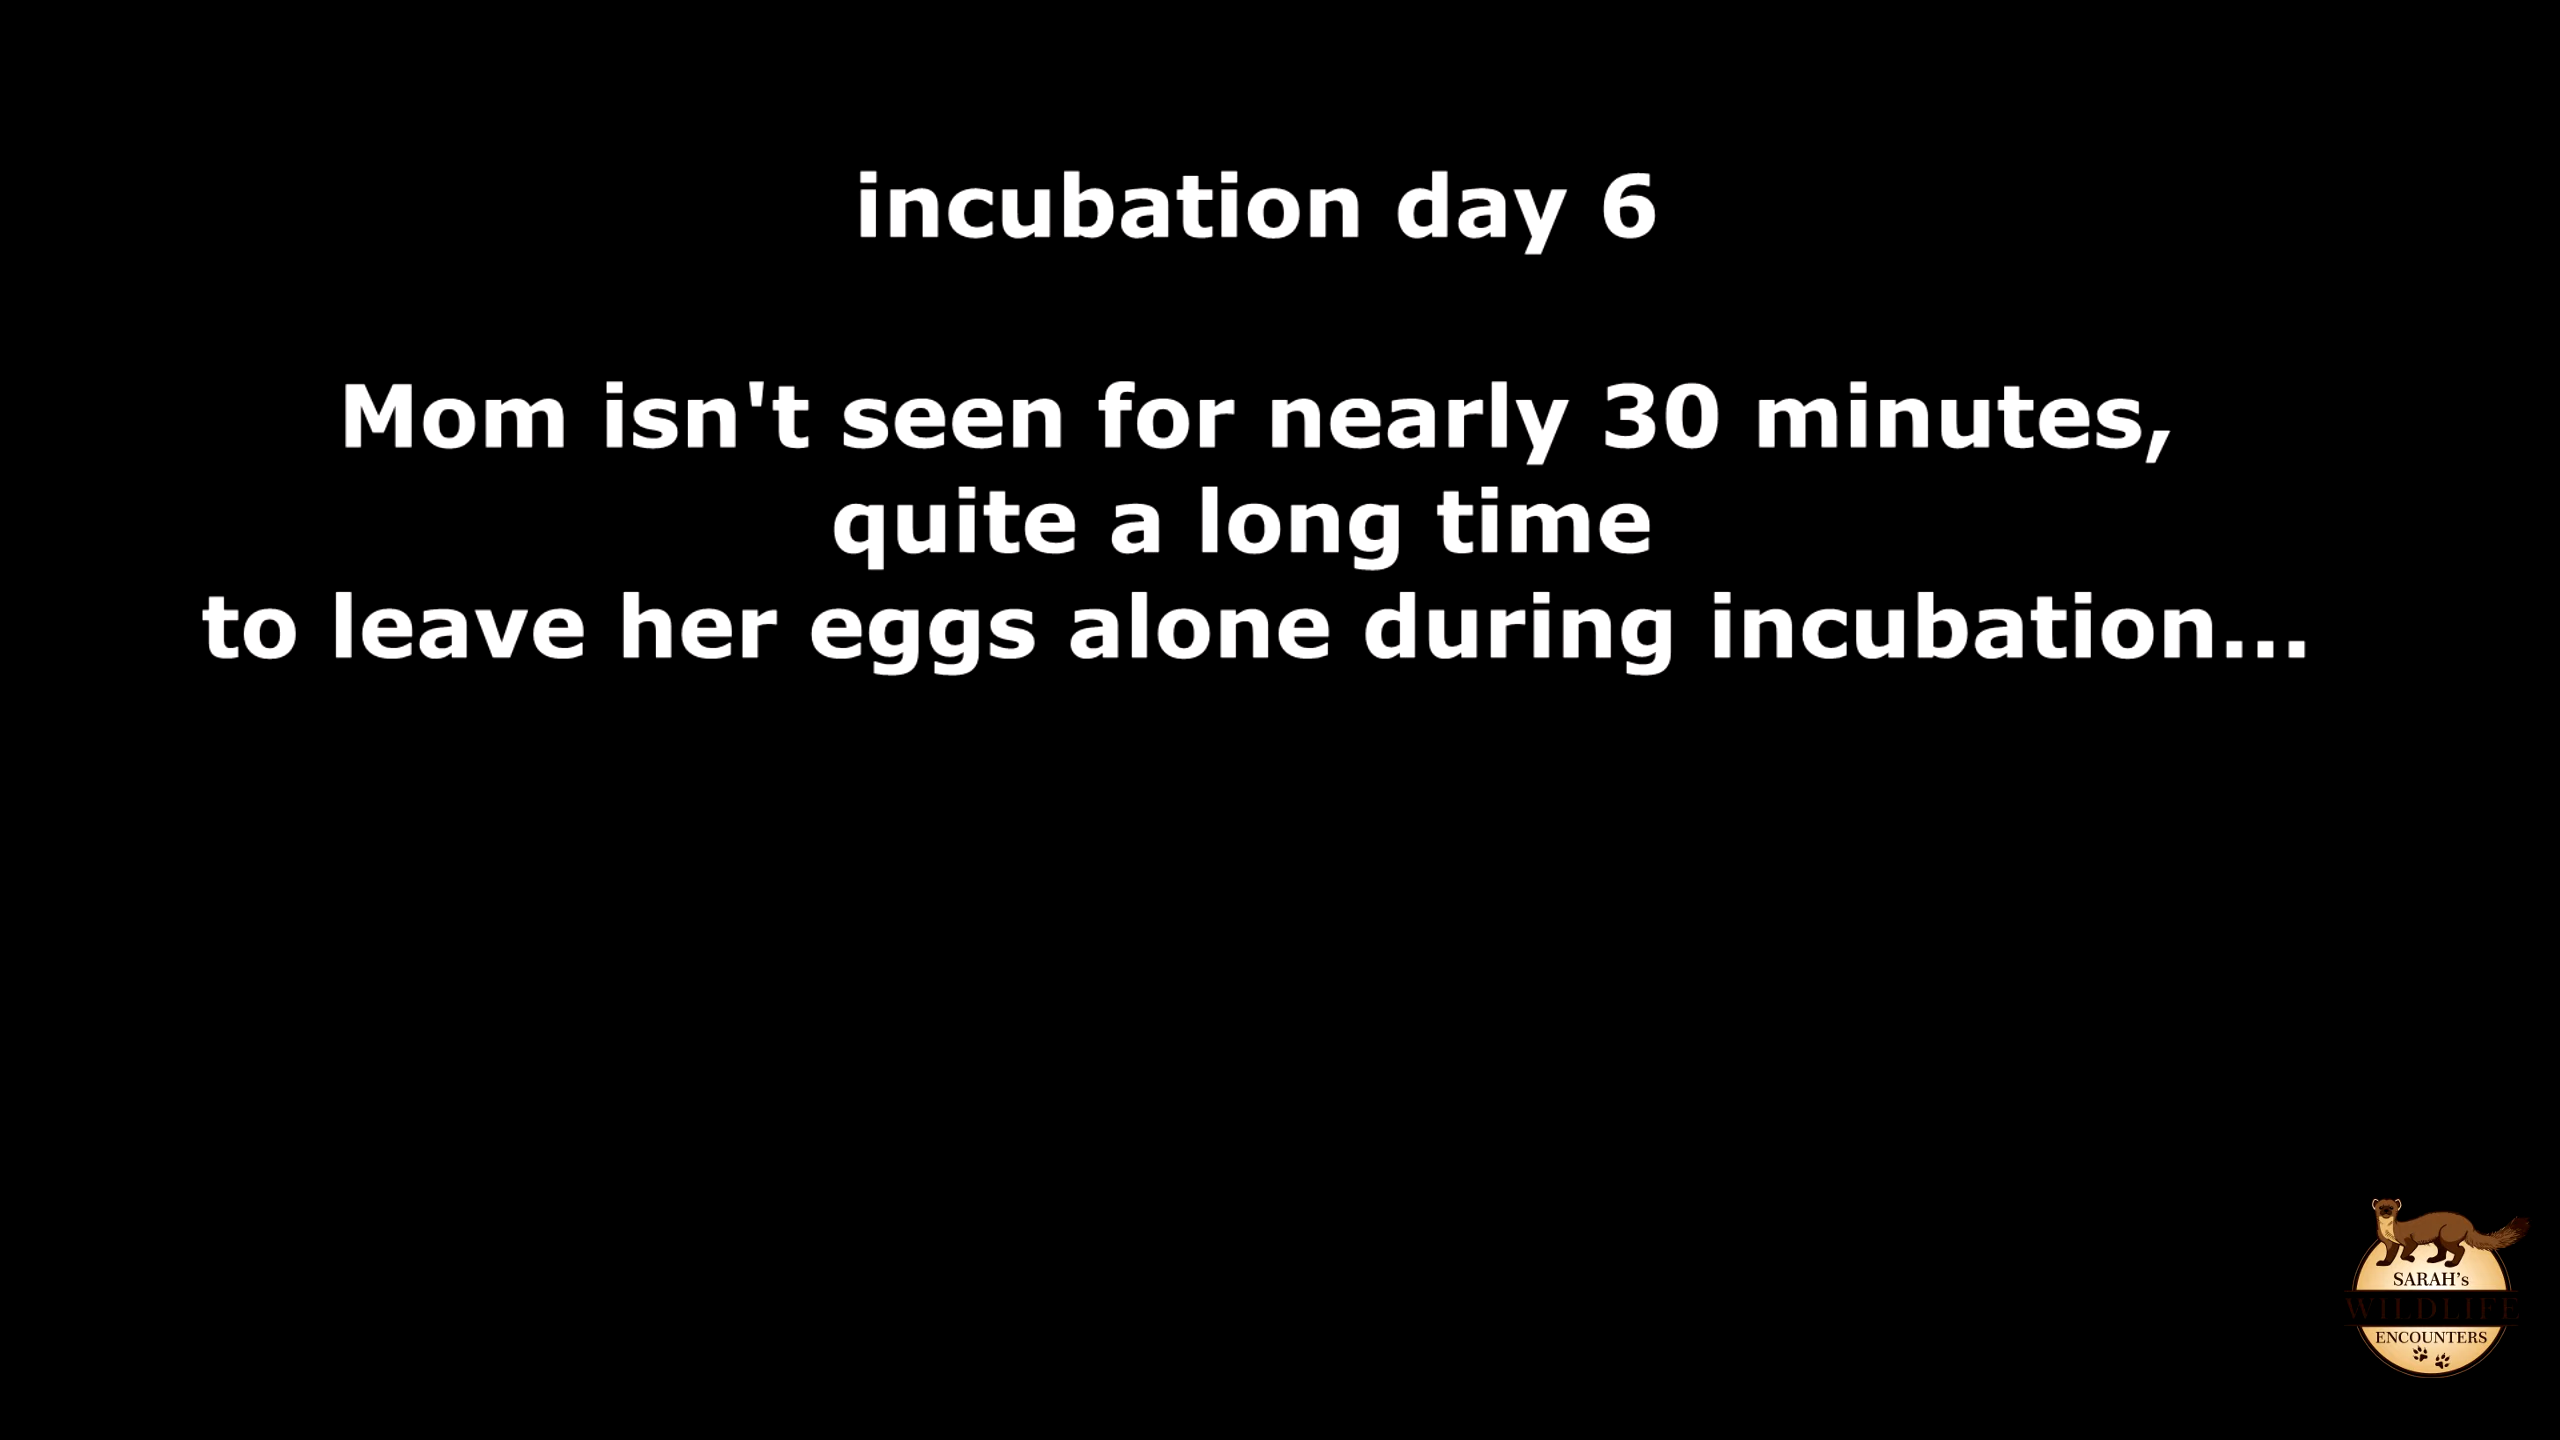 incubation day 6
Mom isn't seen for nearly 30 minutes,
quite a long time
to leave her eggs alone during incubation...
SARAH's
WILDLIFE
ENCOUNTERS